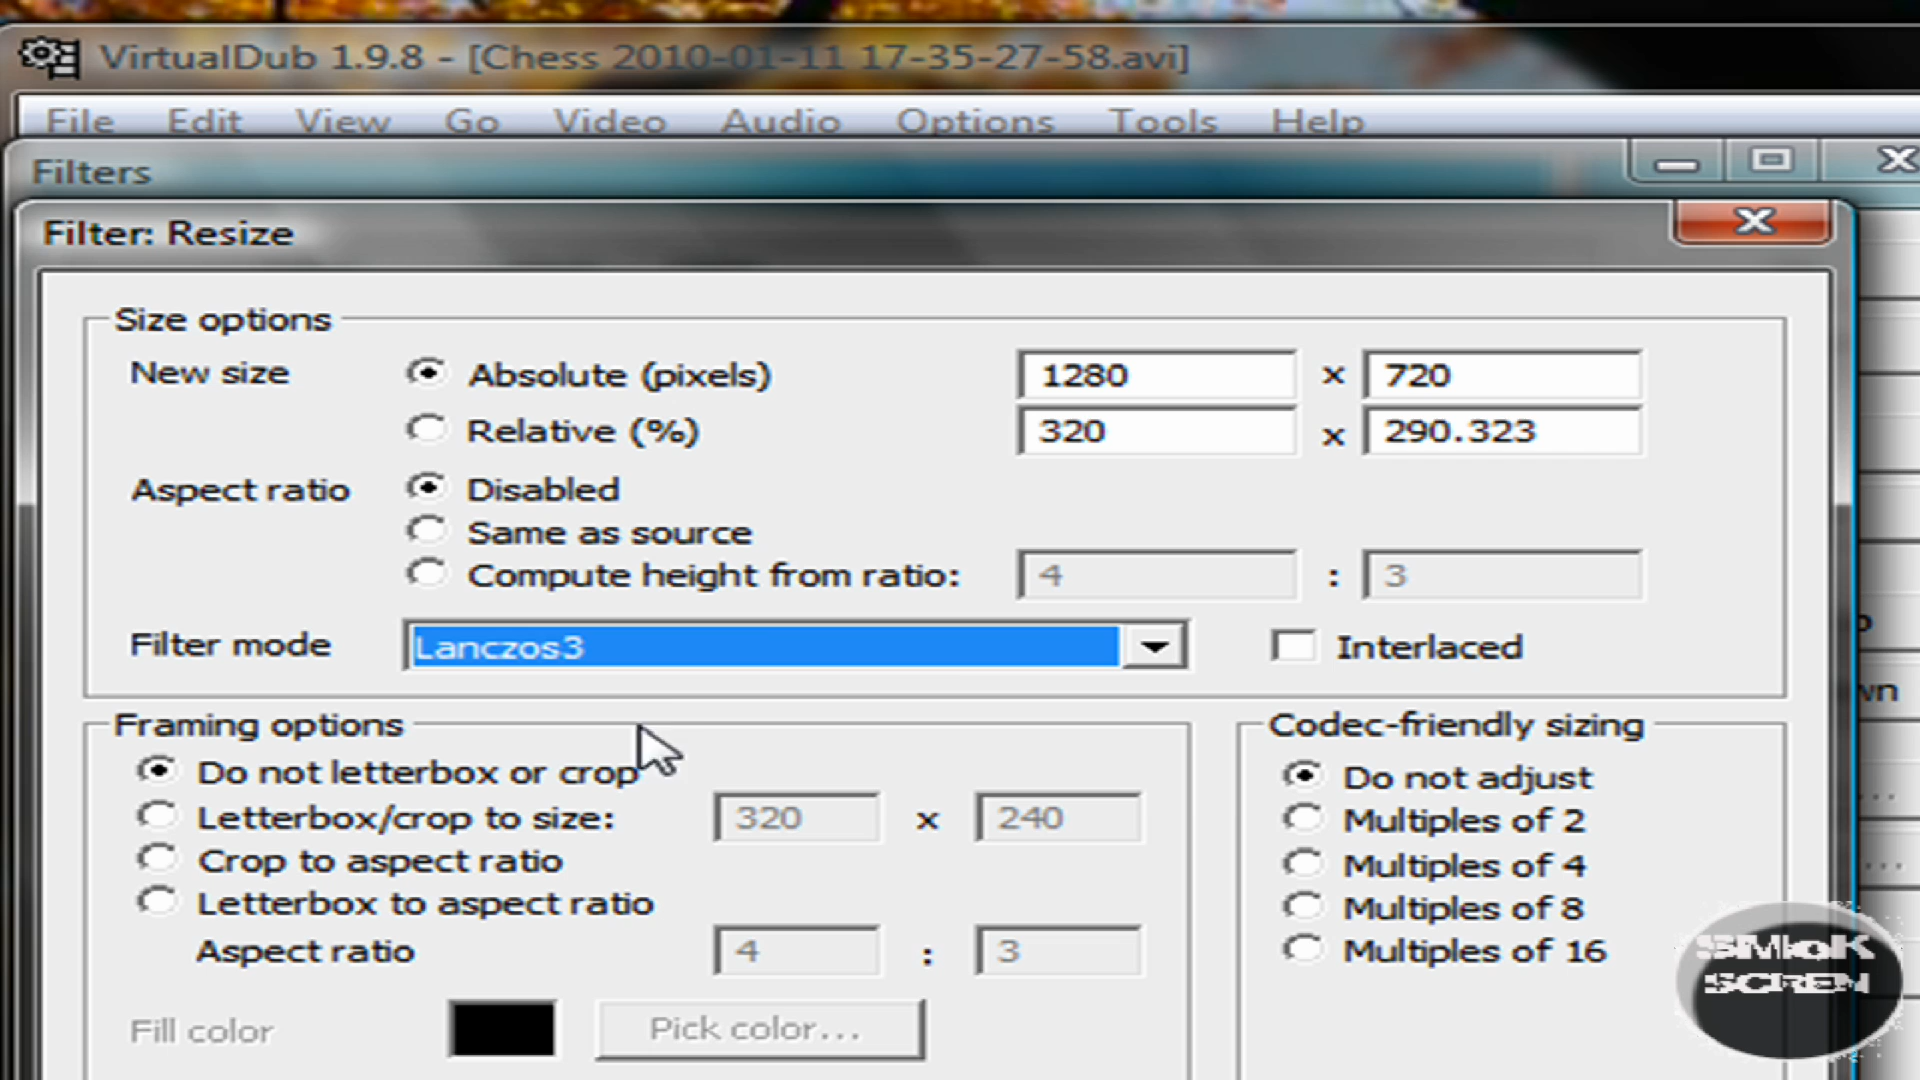 VirtualDub 1.9.8 - [Chess 2010-01-11 17-35-27-58.avi]
File Edit View Go Video Audio Options Tools Help
Filters
Filter: Resize
Size options
New size Absolute (pixels) 1280 x 720
Relative (%) 320 x 290.323
Aspect ratio Disabled
Same as source
Compute height from ratio: 4 : 3
Filter mode Lanczos3 Interlaced
Framing options
Do not letterbox or crop
Letterbox/crop to size: 320 x 240
Crop to aspect ratio
Letterbox to aspect ratio
Aspect ratio 4 : 3
Fill color Pick color...
Codec-friendly sizing
Do not adjust
Multiples of 2
Multiples of 4
Multiples of 8
Multiples of 16